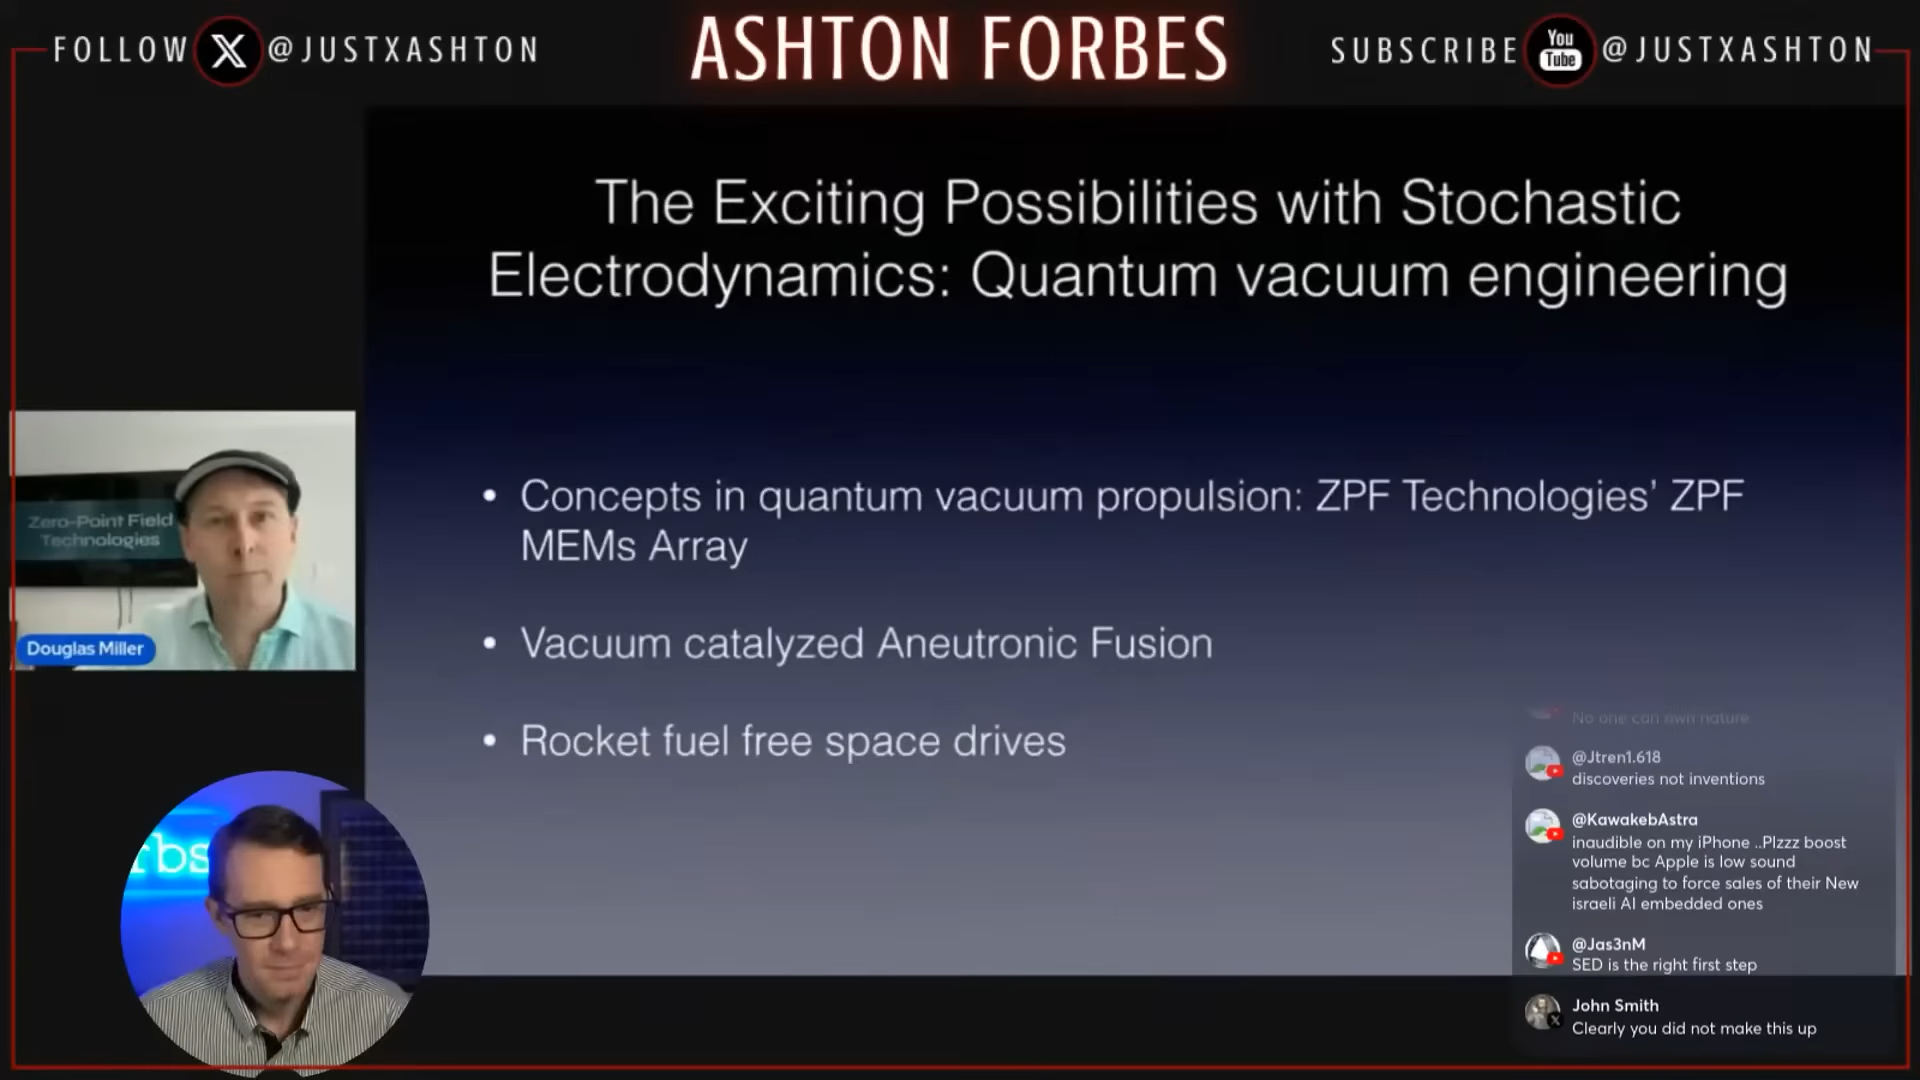 FOLLOW X @JUSTXASHTON
ASHTON FORBES
SUBSCRIBE You Tube @JUSTXASHTON
The Exciting Possibilities with Stochastic
Electrodynamics: Quantum vacuum engineering
• Concepts in quantum vacuum propulsion: ZPF Technologies’ ZPF
MEMs Array
• Vacuum catalyzed Aneutronic Fusion
• Rocket fuel free space drives
Zero-Point Field
Technologies
Douglas Miller
rbs
No one can own nature
@Jtren1.618
discoveries not inventions
@KawakebAstra
inaudible on my iPhone ..Plzzz boost
volume bc Apple is low sound
sabotaging to force sales of their New
israeli AI embedded ones
@Jas3nM
SED is the right first step
John Smith
Clearly you did not make this up